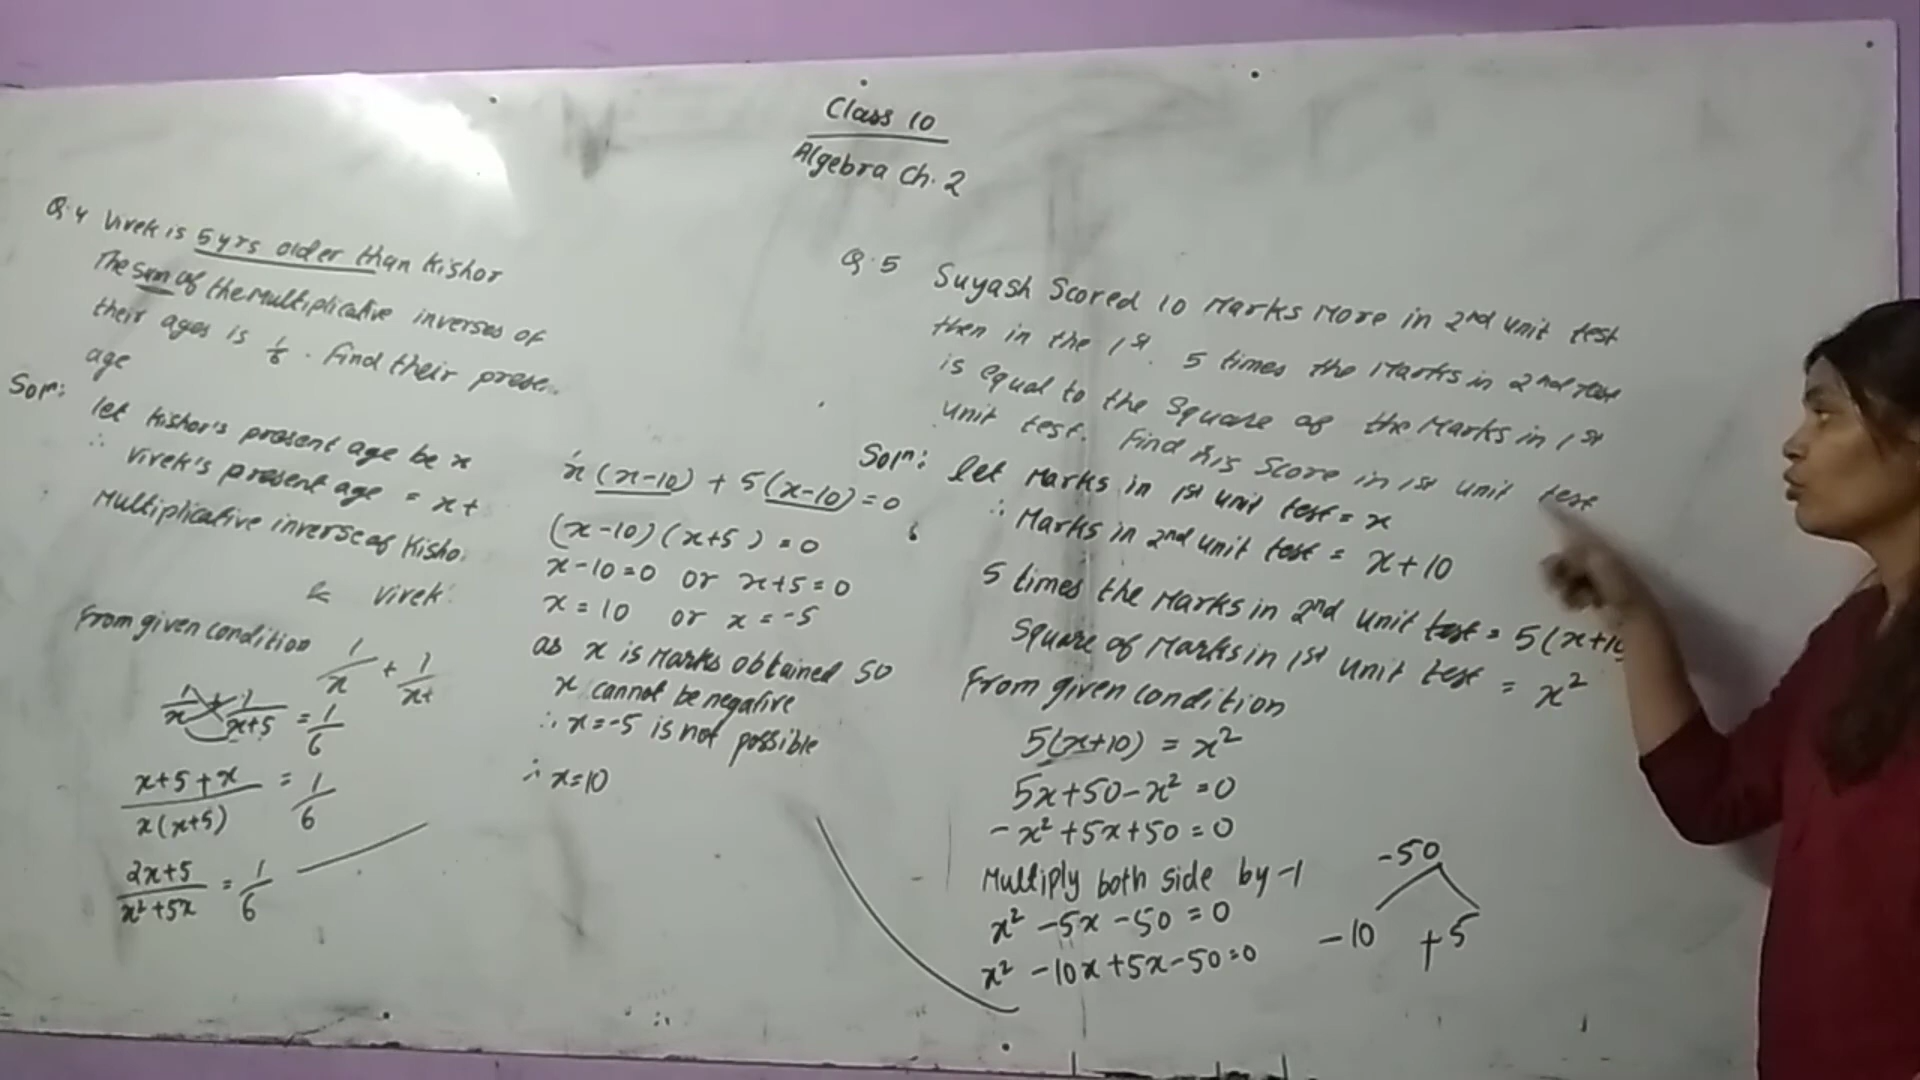 Class 10
Algebra Ch. 2
Q.4 Vivek is 5yrs older than Kishor
The sum of the Multiplicative inverses of
their ages is 1/6. Find their
age
Solⁿ:
let Kishor's present age be x
∴ Vivek's present age = x+
Multiplicative inverse of
& Vivek
From given condition 1/x + 1/x+
1/x + 1/x+5 = 1/6
x+5+x/x(x+5) = 1/6
2x+5/x²+5x = 1/6
x(x-10) + 5(x-10) = 0
(x-10)(x+5) = 0
x-10=0 or x+5=0
x=10 or x=-5
as x is Marks obtained so
x cannot be negative
∴ x=-5 is not possible
∴ x=10
Q.5 Suyash Scored 10 Marks More in 2nd unit test
then in the 1st. 5 times the Marks in 2nd test
is equal to the Square of the Marks in 1st
unit test. Find his Score in 1st unit test
Solⁿ: let Marks in 1st unit test = x
∴ Marks in 2nd unit test = x+10
5 times the Marks in 2nd unit test = 5(x+10
Square of Marks in 1st unit test = x²
From given condition
5(x+10) = x²
5x+50-x² = 0
-x²+5x+50 = 0
Multiply both side by -1
x² -5x -50 = 0
x² -10x+5x-50=0
-50
-10 +5